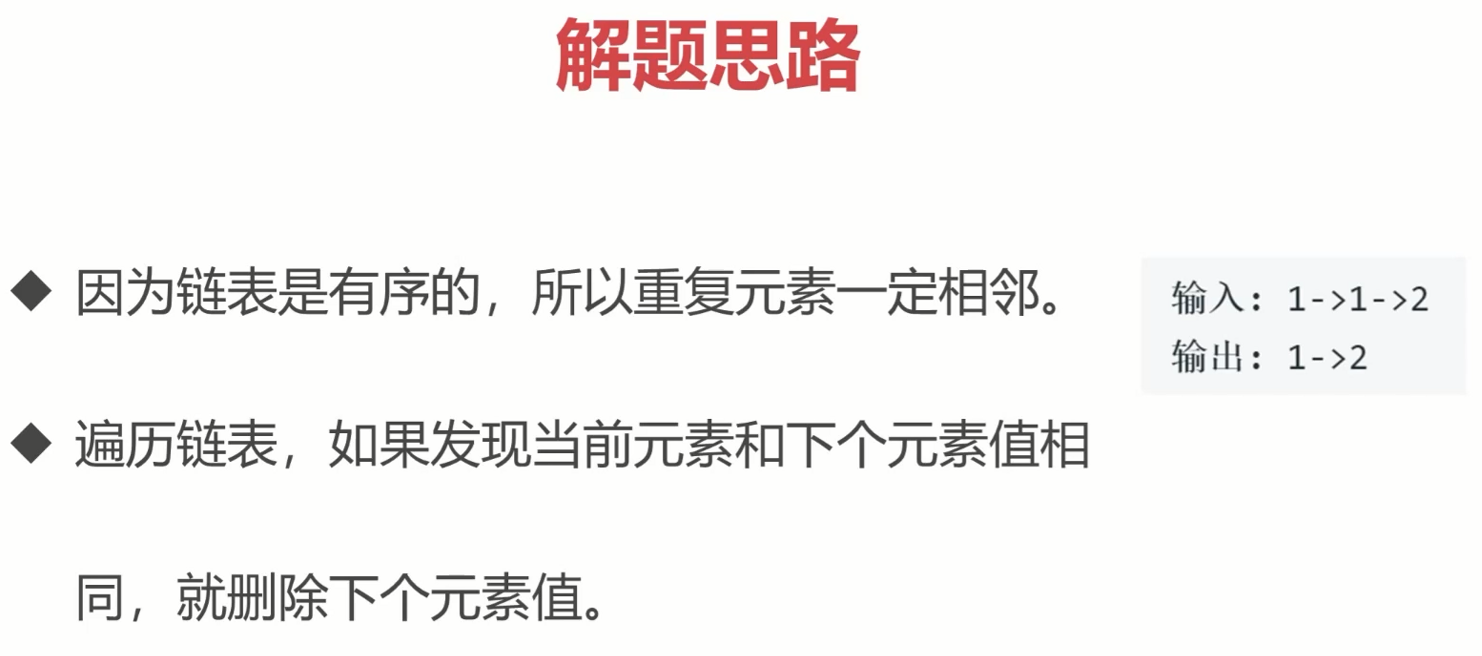 解题思路
◆ 因为链表是有序的，所以重复元素一定相邻。
输入: 1->1->2
输出: 1->2
◆ 遍历链表，如果发现当前元素和下个元素值相
同，就删除下个元素值。